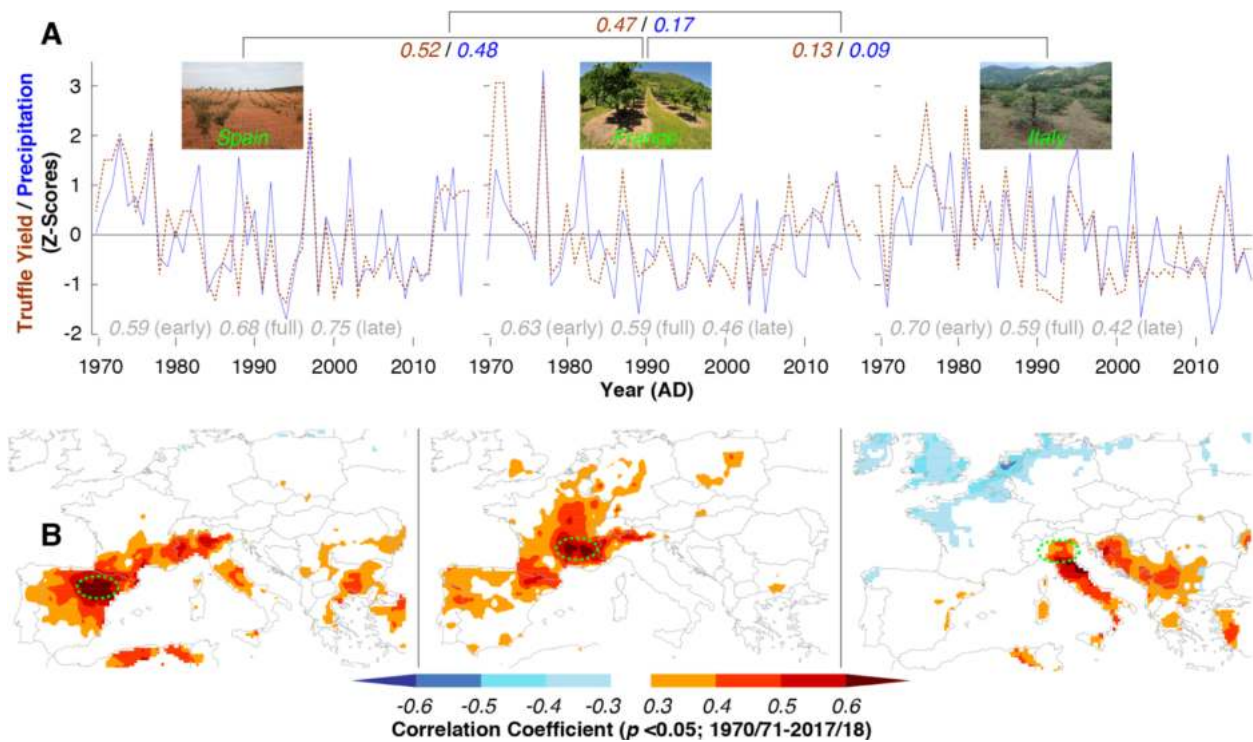 A
0.47 / 0.17
0.52 / 0.48
0.13 / 0.09
Truffle Yield / Precipitation
(Z-Scores)
3
2
1
0
-1
-2
Spain
France
Italy
0.59 (early) 0.68 (full) 0.75 (late)
0.63 (early) 0.59 (full) 0.46 (late)
0.70 (early) 0.59 (full) 0.42 (late)
1970 1980 1990 2000 2010
1970 1980 1990 2000 2010
1970 1980 1990 2000 2010
Year (AD)
B
-0.6 -0.5 -0.4 -0.3 0.3 0.4 0.5 0.6
Correlation Coefficient (p <0.05; 1970/71-2017/18)